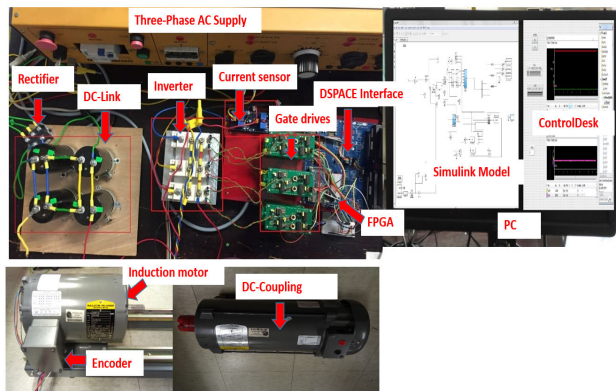 Three-Phase AC Supply
Rectifier
DC-Link
Inverter
Current sensor
DSPACE Interface
Gate drives
FPGA
Simulink Model
ControlDesk
PC
Induction motor
DC-Coupling
Encoder